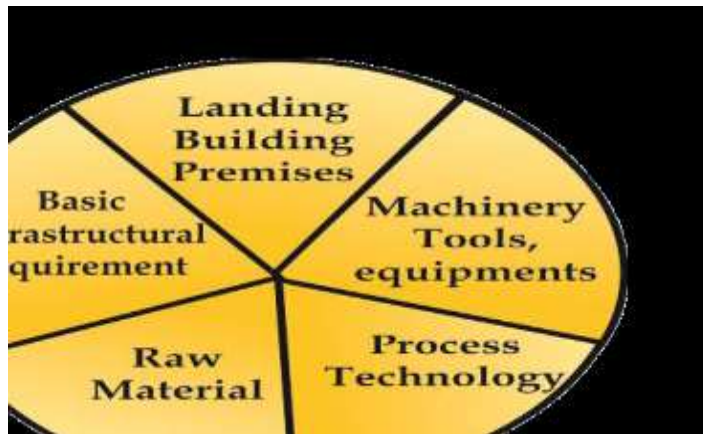 Landing
Building
Premises
Machinery
Tools,
equipments
Process
Technology
Raw
Material
Basic
rastructural
quirement